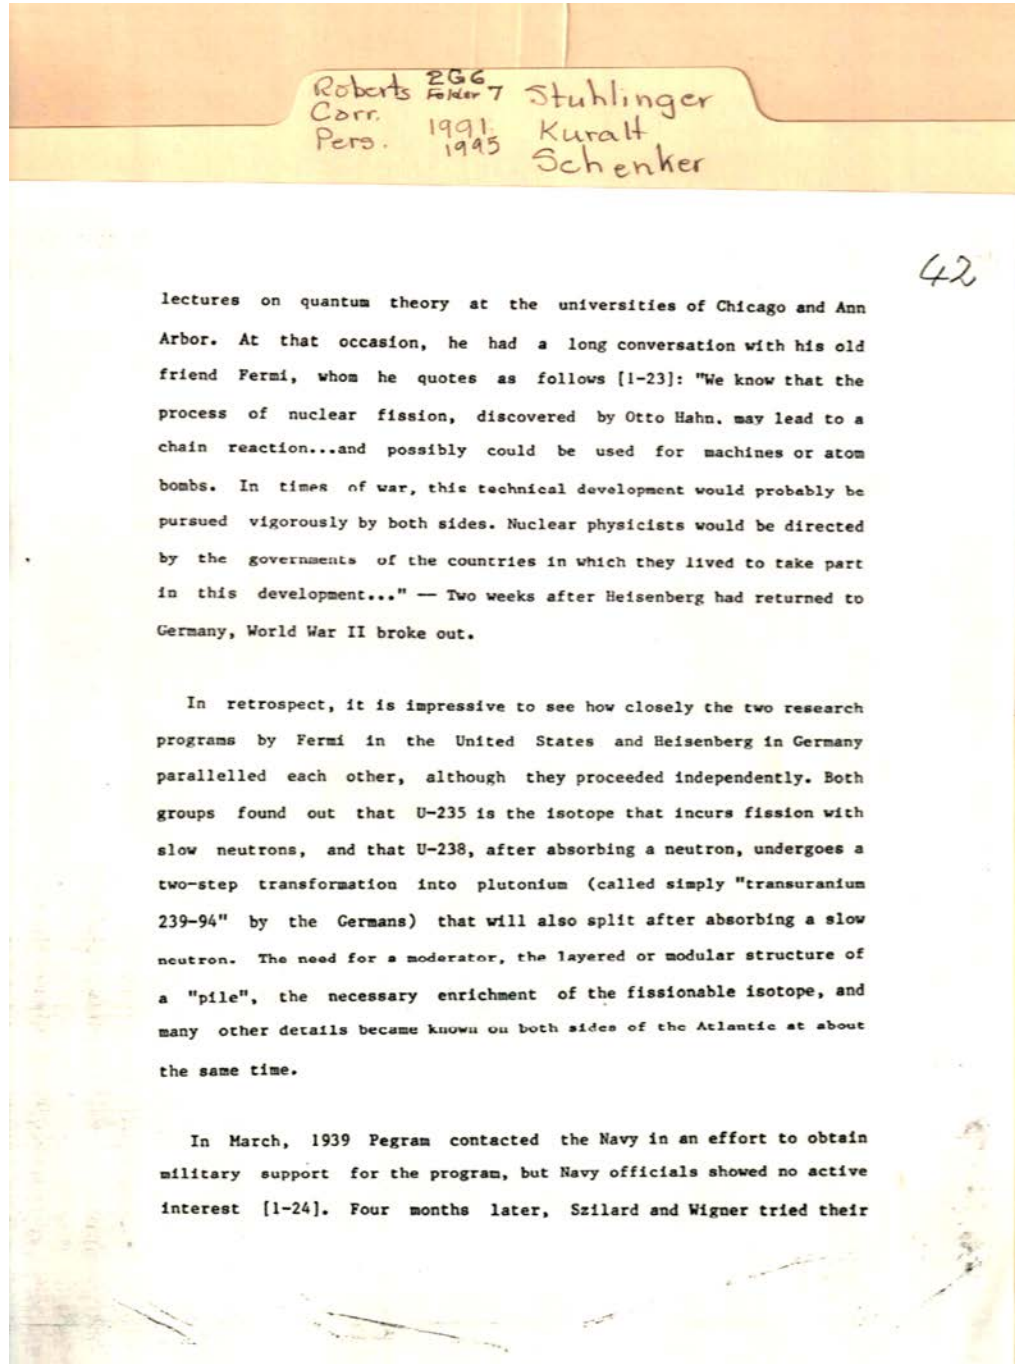 Roberts 2G6 Stuhlinger
Folder 7
Corr. 1991 Kuralt
Pers. 1995 Schenker
42
lectures on quantum theory at the universities of Chicago and Ann
Arbor. At that occasion, he had a long conversation with his old
friend Fermi, whom he quotes as follows [1-23]: "We know that the
process of nuclear fission, discovered by Otto Hahn. may lead to a
chain reaction...and possibly could be used for machines or atom
bombs. In times of war, this technical development would probably be
pursued vigorously by both sides. Nuclear physicists would be directed
by the governments of the countries in which they lived to take part
in this development..." — Two weeks after Heisenberg had returned to
Germany, World War II broke out.
In retrospect, it is impressive to see how closely the two research
programs by Fermi in the United States and Heisenberg in Germany
parallelled each other, although they proceeded independently. Both
groups found out that U-235 is the isotope that incurs fission with
slow neutrons, and that U-238, after absorbing a neutron, undergoes a
two-step transformation into plutonium (called simply "transuranium
239-94" by the Germans) that will also split after absorbing a slow
neutron. The need for a moderator, the layered or modular structure of
a "pile", the necessary enrichment of the fissionable isotope, and
many other details became known on both sides of the Atlantic at about
the same time.
In March, 1939 Pegram contacted the Navy in an effort to obtain
military support for the program, but Navy officials showed no active
interest [1-24]. Four months later, Szilard and Wigner tried their